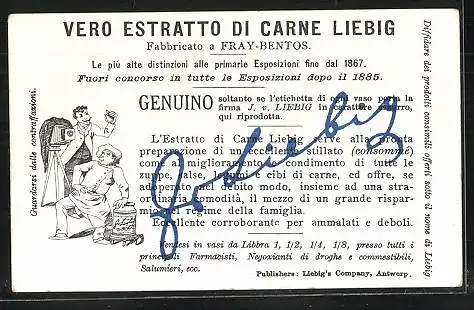 VERO ESTRATTO DI CARNE LIEBIG
Fabbricato a FRAY-BENTOS.
Le più alte distinzioni alle primarie Esposizioni fino dal 1867.
Fuori concorso in tutte le Esposizioni dopo il 1885.
GENUINO soltanto se l'etichetta di ogni vaso porta la
firma J. v. LIEBIG in carattere azzurro,
qui riprodotta.
L'Estratto di Carne Liebig serve alla pronta
preparazione di un eccellente stillato (consommé)
come al miglioramento e condimento di tutte le
zuppe, salse, legumi e cibi di carne, ed offre, se
in debito modo, insieme ad una stra-
ordinaria comodità, il mezzo di un grande rispar-
mio nel regime della famiglia.
Eccellente corroborante per ammalati e deboli.
Vendesi in vasi da Libbra 1, 1/2, 1/4, 1/8, presso tutti i
principali Farmacisti, Negozianti di droghe e commestibili,
Salumieri, ecc.
Publishers: Liebig's Company, Antwerp.
Guardarsi dalle contraffazioni.
Diffidare dei prodotti consimili offerti sotto il nome di Liebig.
JvLiebig